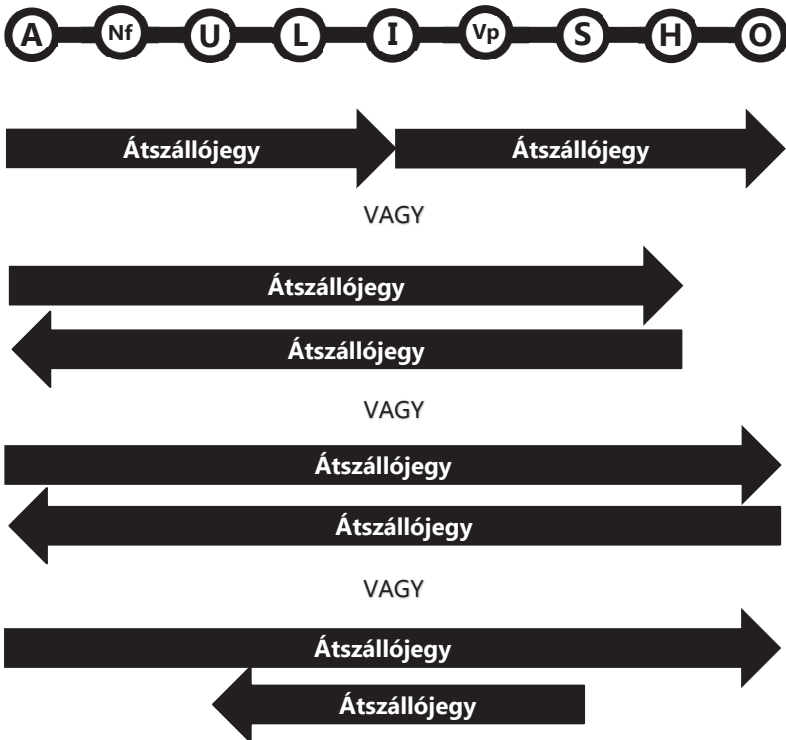 A Nf U L I Vp S H O
Átszállójegy Átszállójegy
VAGY
Átszállójegy
Átszállójegy
VAGY
Átszállójegy
Átszállójegy
VAGY
Átszállójegy
Átszállójegy